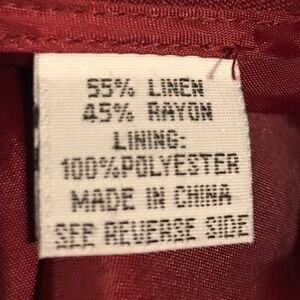 55% LINEN
45% RAYON
LINING:
100%POLYESTER
MADE IN CHINA
SEE REVERSE SIDE